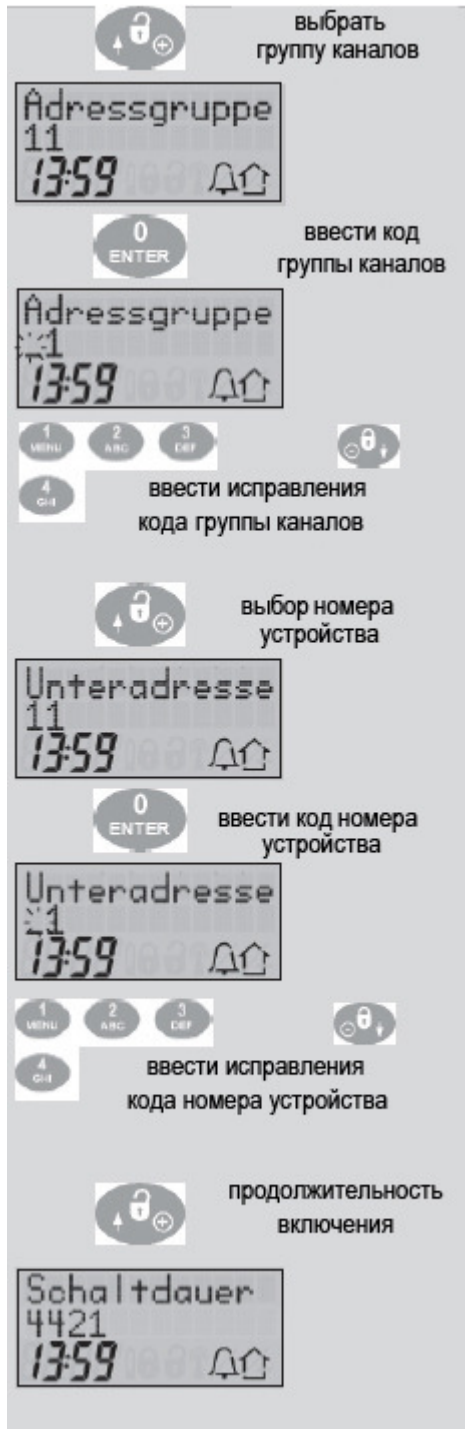 выбрать
группу каналов
Adressgruppe
11
13:59
0
ENTER
ввести код
группы каналов
Adressgruppe
_1
13:59
1 2 3
MENU ABC DEF
4
GHI
ввести исправления
кода группы каналов
выбор номера
устройства
Unteradresse
11
13:59
0
ENTER
ввести код номера
устройства
Unteradresse
1
13:59
1 2 3
MENU ABC DEF
4
GHI
ввести исправления
кода номера устройства
продолжительность
включения
Schaltdauer
4421
13:59